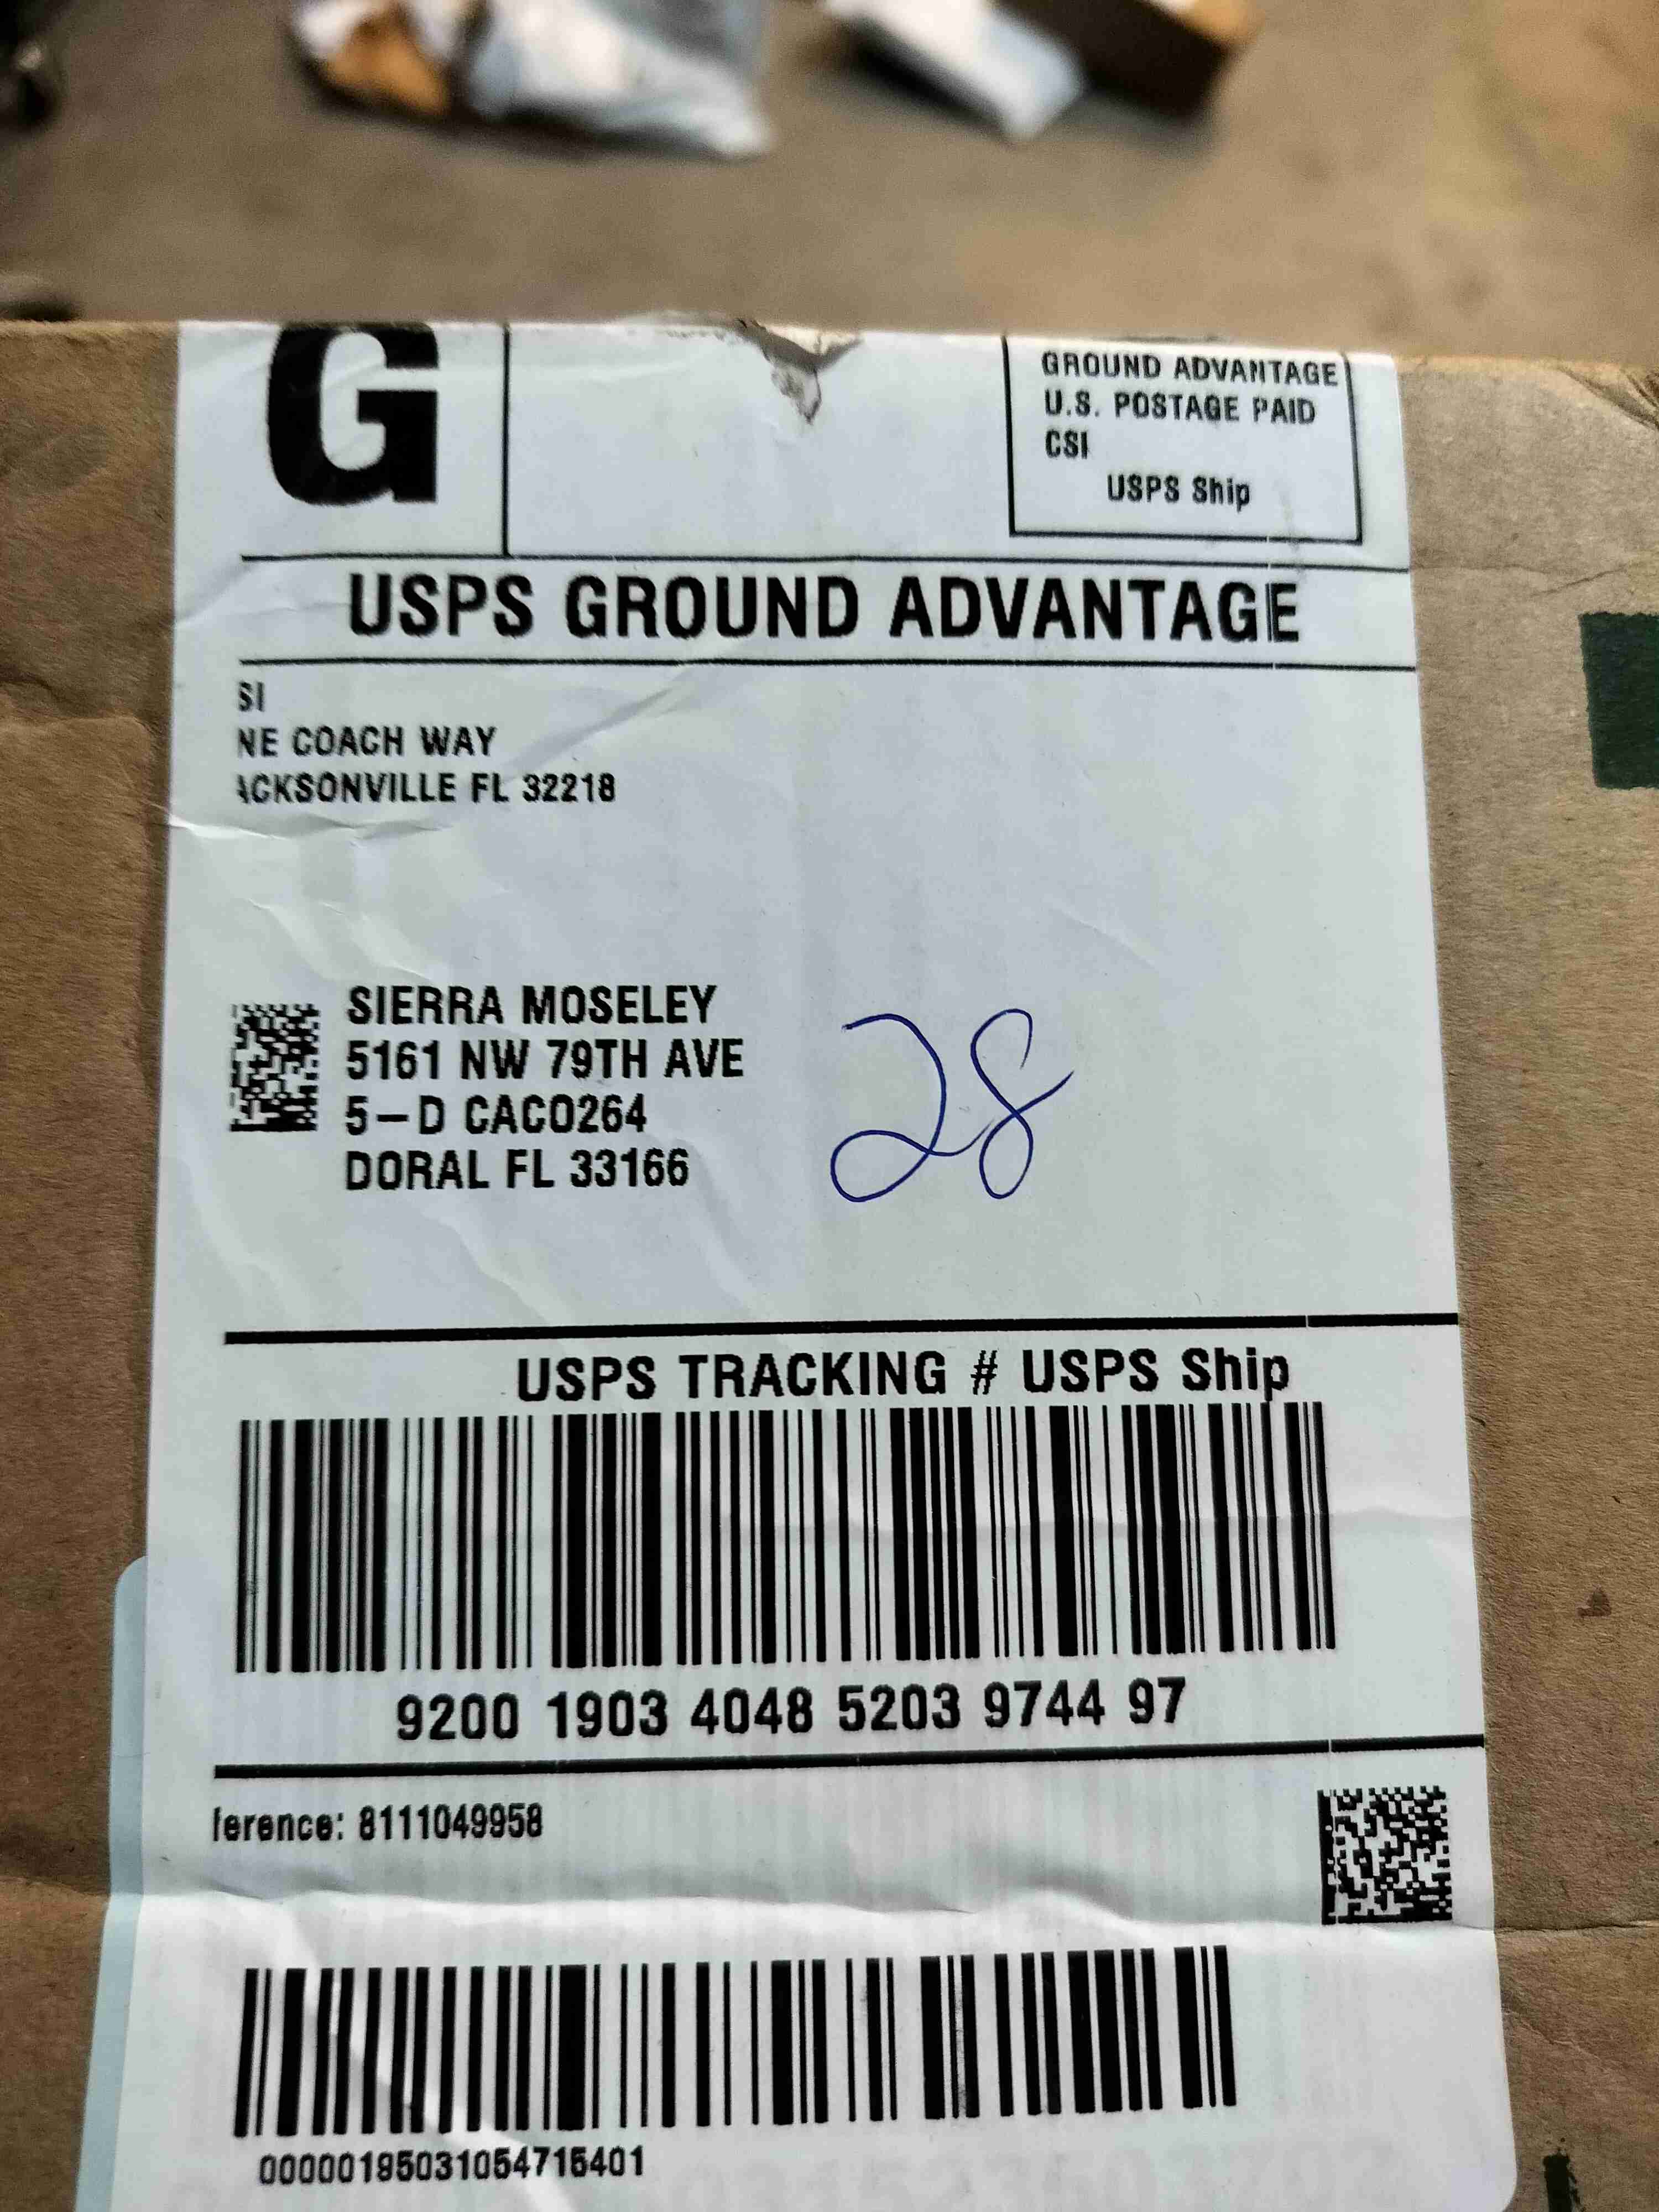 G
GROUND ADVANTAGE
U.S. POSTAGE PAID
CSI
USPS Ship
USPS GROUND ADVANTAGE
SI
NE COACH WAY
ACKSONVILLE FL 32218
SIERRA MOSELEY
5161 NW 79TH AVE
5-D CACO264
DORAL FL 33166
28
USPS TRACKING # USPS Ship
9200 1903 4048 5203 9744 97
ference: 8111049958
00000195031054715401